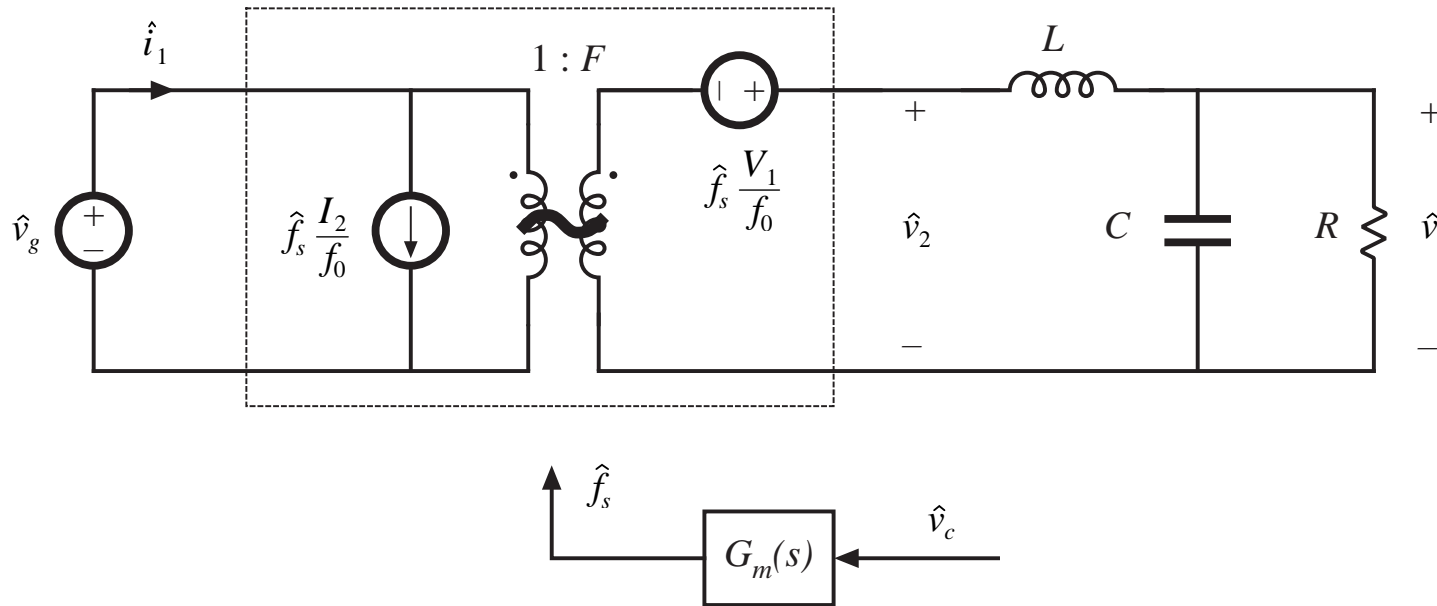 î₁
1 : F
L
+
+
− +
f̂ₛ V₁/f₀
+
−
v̂g
f̂ₛ I₂/f₀
v̂₂
C
R
v̂
−
−
f̂ₛ
v̂c
Gₘ(s)